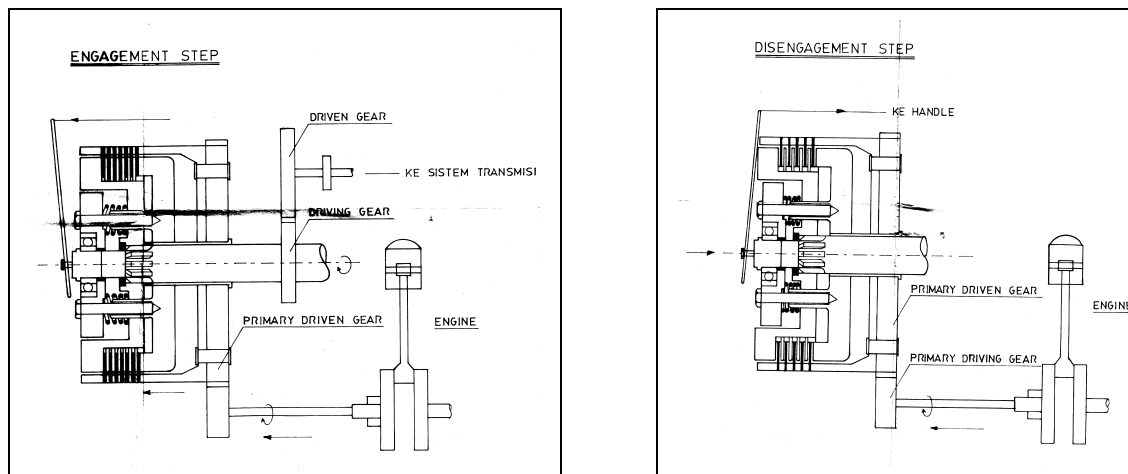 ENGAGEMENT STEP
DRIVEN GEAR
KE SISTEM TRANSMISI
DRIVING GEAR
PRIMARY DRIVEN GEAR
ENGINE
DISENGAGEMENT STEP
KE HANDLE
PRIMARY DRIVEN GEAR
ENGINE
PRIMARY DRIVING GEAR